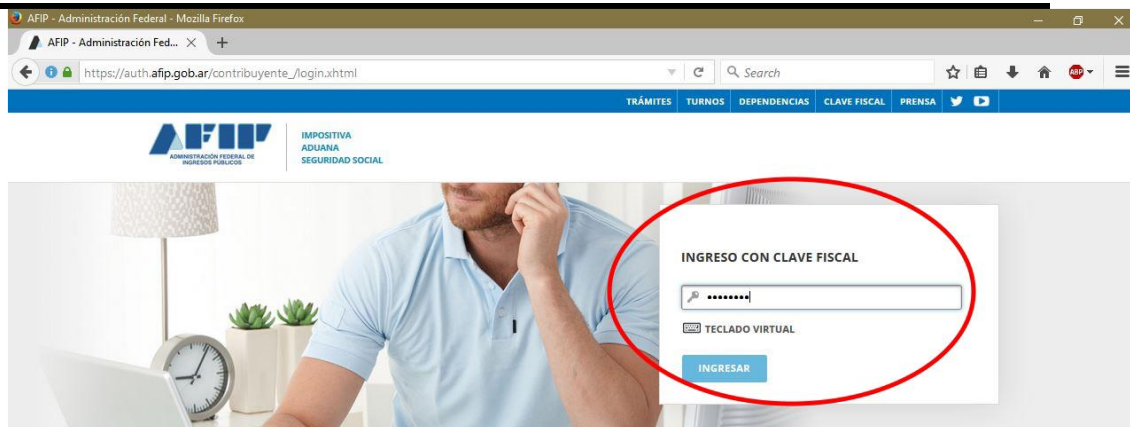 AFIP - Administración Federal - Mozilla Firefox
AFIP - Administración Fed...
https://auth.afip.gob.ar/contribuyente_/login.xhtml
Search
ABP
TRÁMITES TURNOS DEPENDENCIAS CLAVE FISCAL PRENSA
AFIP
ADMINISTRACIÓN FEDERAL DE
INGRESOS PÚBLICOS
IMPOSITIVA
ADUANA
SEGURIDAD SOCIAL
INGRESO CON CLAVE FISCAL
••••••••
TECLADO VIRTUAL
INGRESAR